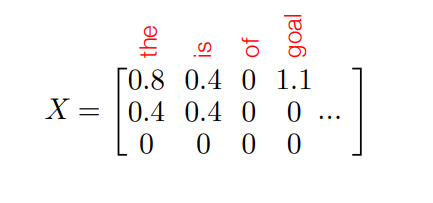 the is of goal
0.8 0.4 0 1.1
X = 0.4 0.4 0 0 ...
0 0 0 0